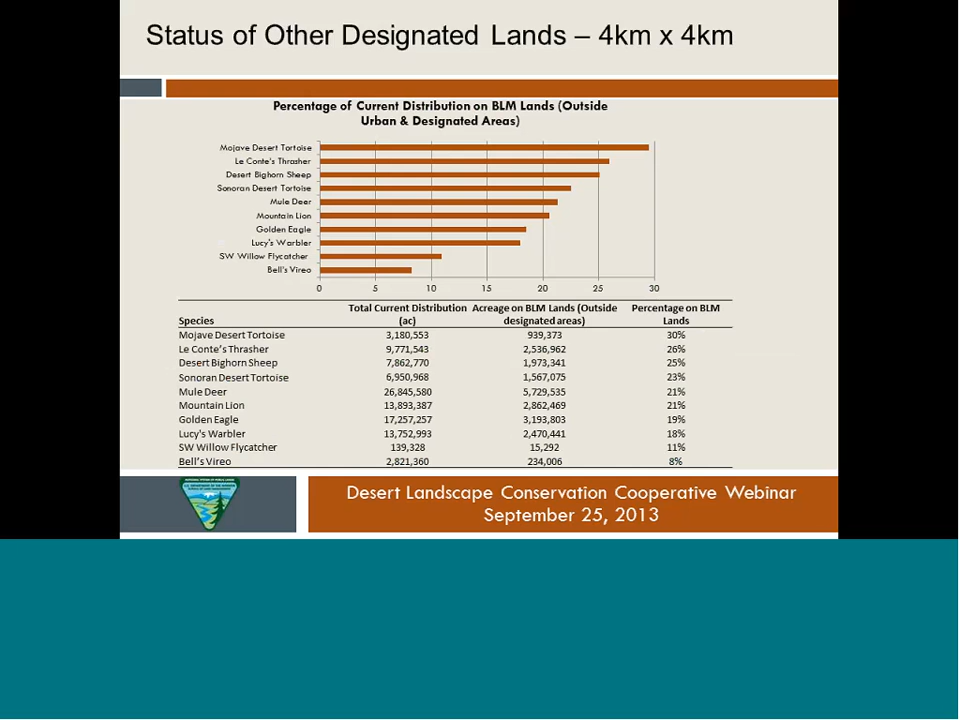 Status of Other Designated Lands – 4km x 4km
Percentage of Current Distribution on BLM Lands (Outside
Urban & Designated Areas)
Mojave Desert Tortoise
Le Conte's Thrasher
Desert Bighorn Sheep
Sonoran Desert Tortoise
Mule Deer
Mountain Lion
Golden Eagle
Lucy's Warbler
SW Willow Flycatcher
Bell's Vireo
0 5 10 15 20 25 30
Species Total Current Distribution (ac) Acreage on BLM Lands (Outside designated areas) Percentage on BLM Lands
Mojave Desert Tortoise 3,180,553 939,373 30%
Le Conte's Thrasher 9,771,543 2,536,962 26%
Desert Bighorn Sheep 7,862,770 1,973,341 25%
Sonoran Desert Tortoise 6,950,968 1,567,075 23%
Mule Deer 26,845,580 5,729,535 21%
Mountain Lion 13,893,387 2,862,469 21%
Golden Eagle 17,257,257 3,193,803 19%
Lucy's Warbler 13,752,993 2,470,441 18%
SW Willow Flycatcher 139,328 15,292 11%
Bell's Vireo 2,821,360 234,006 8%
Desert Landscape Conservation Cooperative Webinar
September 25, 2013